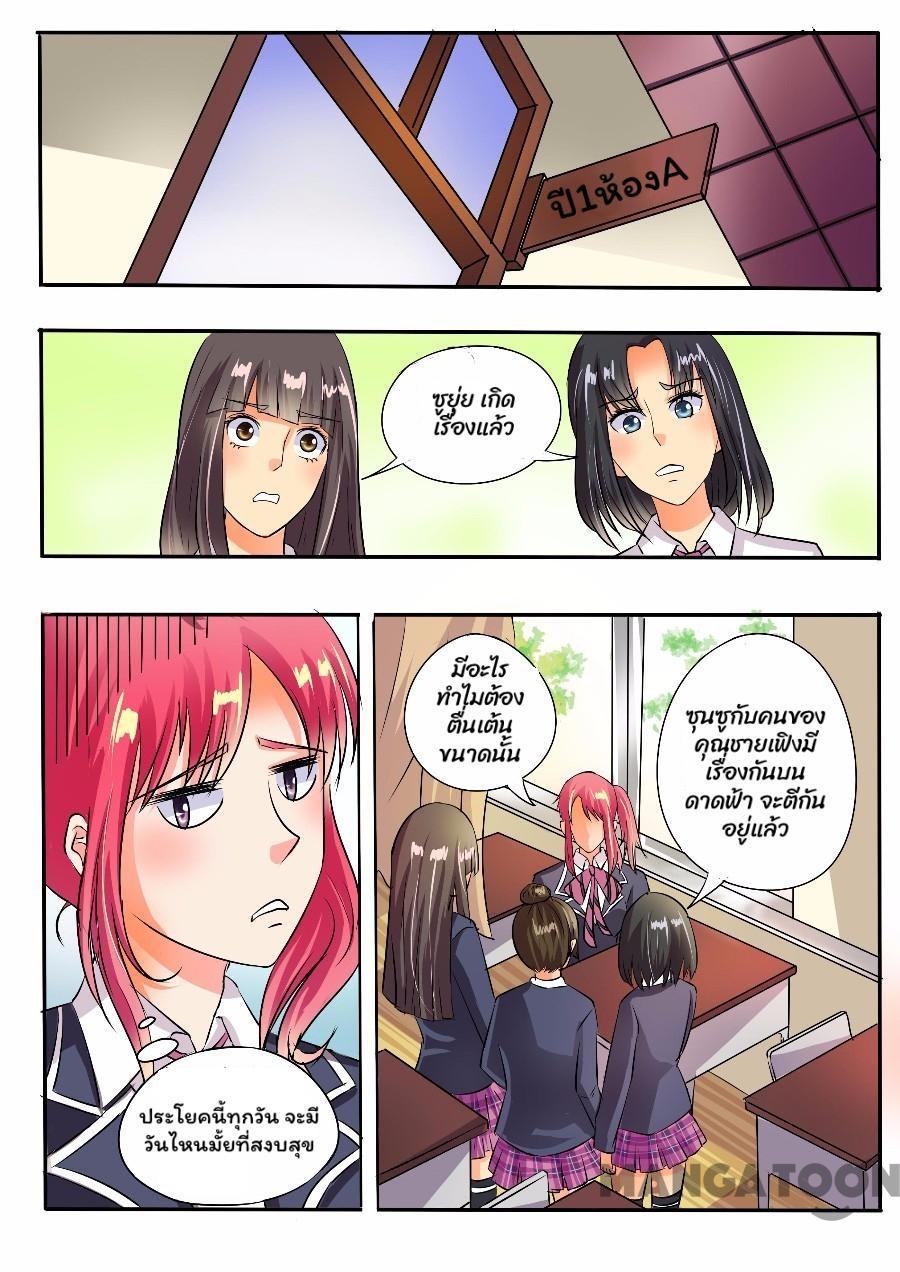 ปี1ห้องA
ซูยุ่ย เกิด
เรื่องแล้ว
ประโยคนี้ทุกวัน จะมี
วันไหนมั้ยที่สงบสุข
มีอะไร
ทำไมต้อง
ตื่นเต้น
ขนาดนั้น
ซุนซูกับคนของ
คุณชายเฟิงมี
เรื่องกันบน
ดาดฟ้า จะตีกัน
อยู่แล้ว
MANGATOON